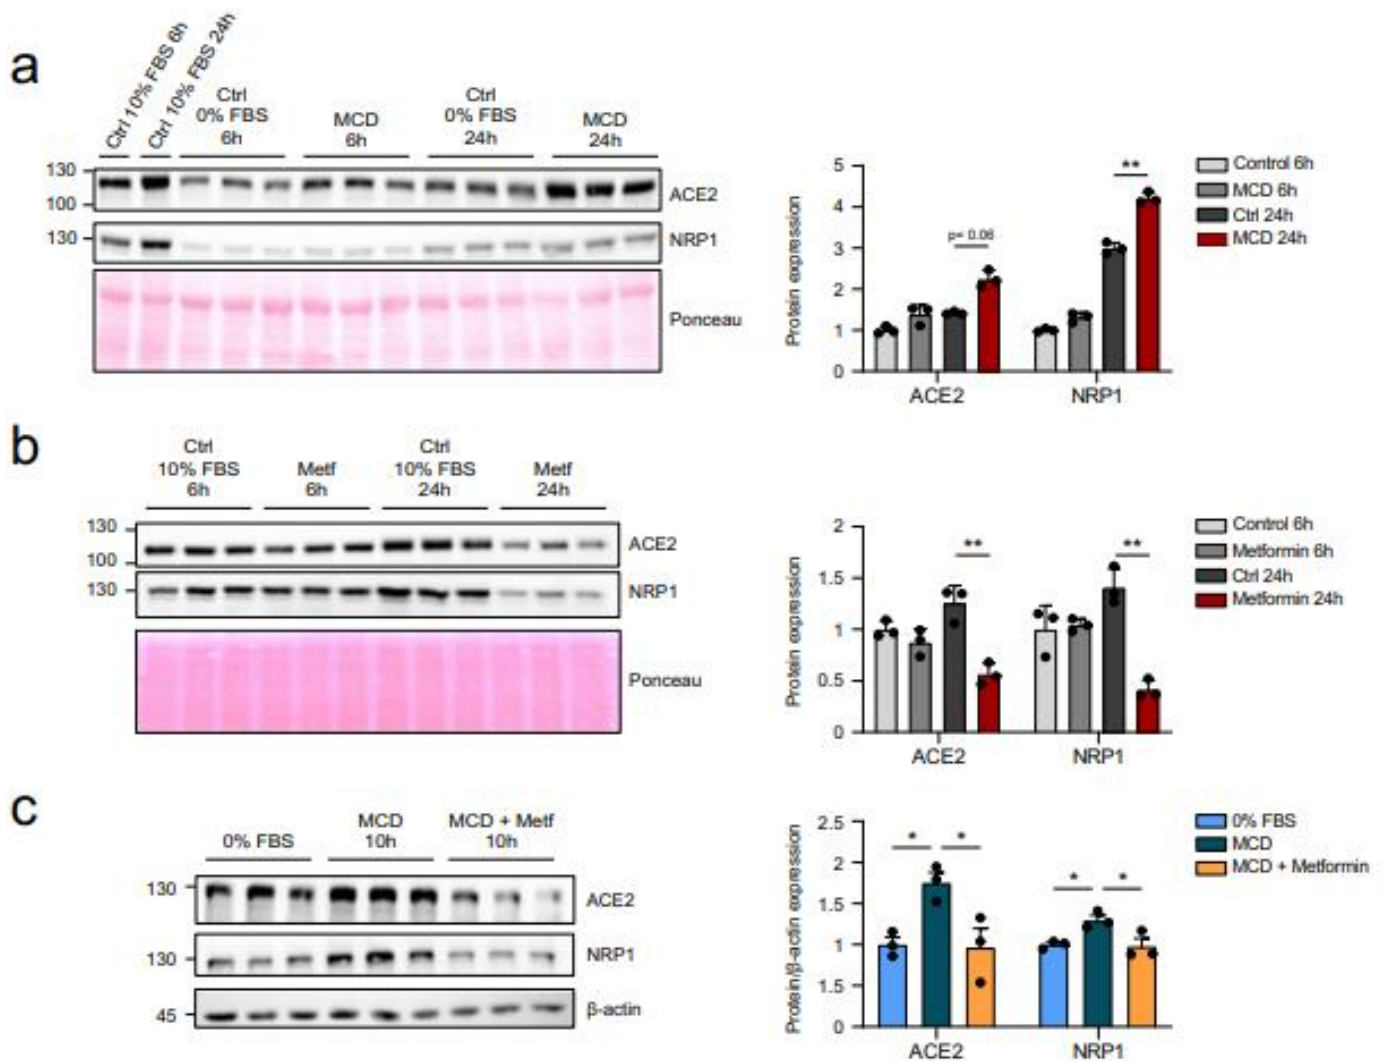 a
Ctrl 10% FBS 6h
Ctrl 10% FBS 24h
Ctrl
0% FBS
6h
MCD
6h
Ctrl
0% FBS
24h
MCD
24h
130
100
ACE2
130
NRP1
Ponceau
Protein expression
5
4
3
2
1
0
p= 0.06
**
ACE2
NRP1
Control 6h
MCD 6h
Ctrl 24h
MCD 24h
b
Ctrl
10% FBS
6h
Metf
6h
Ctrl
10% FBS
24h
Metf
24h
130
100
ACE2
130
NRP1
Ponceau
Protein expression
2
1.5
1
0.5
0
**
**
ACE2
NRP1
Control 6h
Metformin 6h
Ctrl 24h
Metformin 24h
c
0% FBS
MCD
10h
MCD + Metf
10h
130
ACE2
130
NRP1
45
β-actin
Protein/β-actin expression
2.5
2
1.5
1
1.5
0
*
*
*
*
ACE2
NRP1
0% FBS
MCD
MCD + Metformin